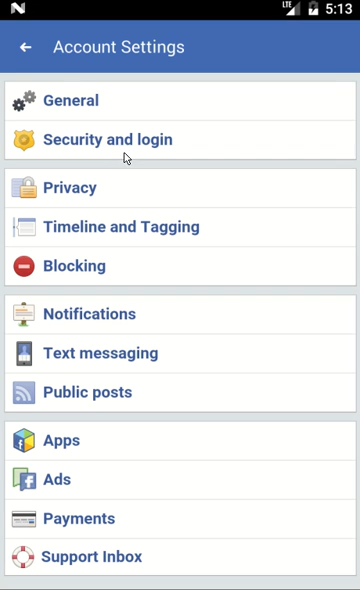 LTE 5:13
Account Settings
General
Security and login
Privacy
Timeline and Tagging
Blocking
Notifications
Text messaging
Public posts
Apps
Ads
Payments
Support Inbox